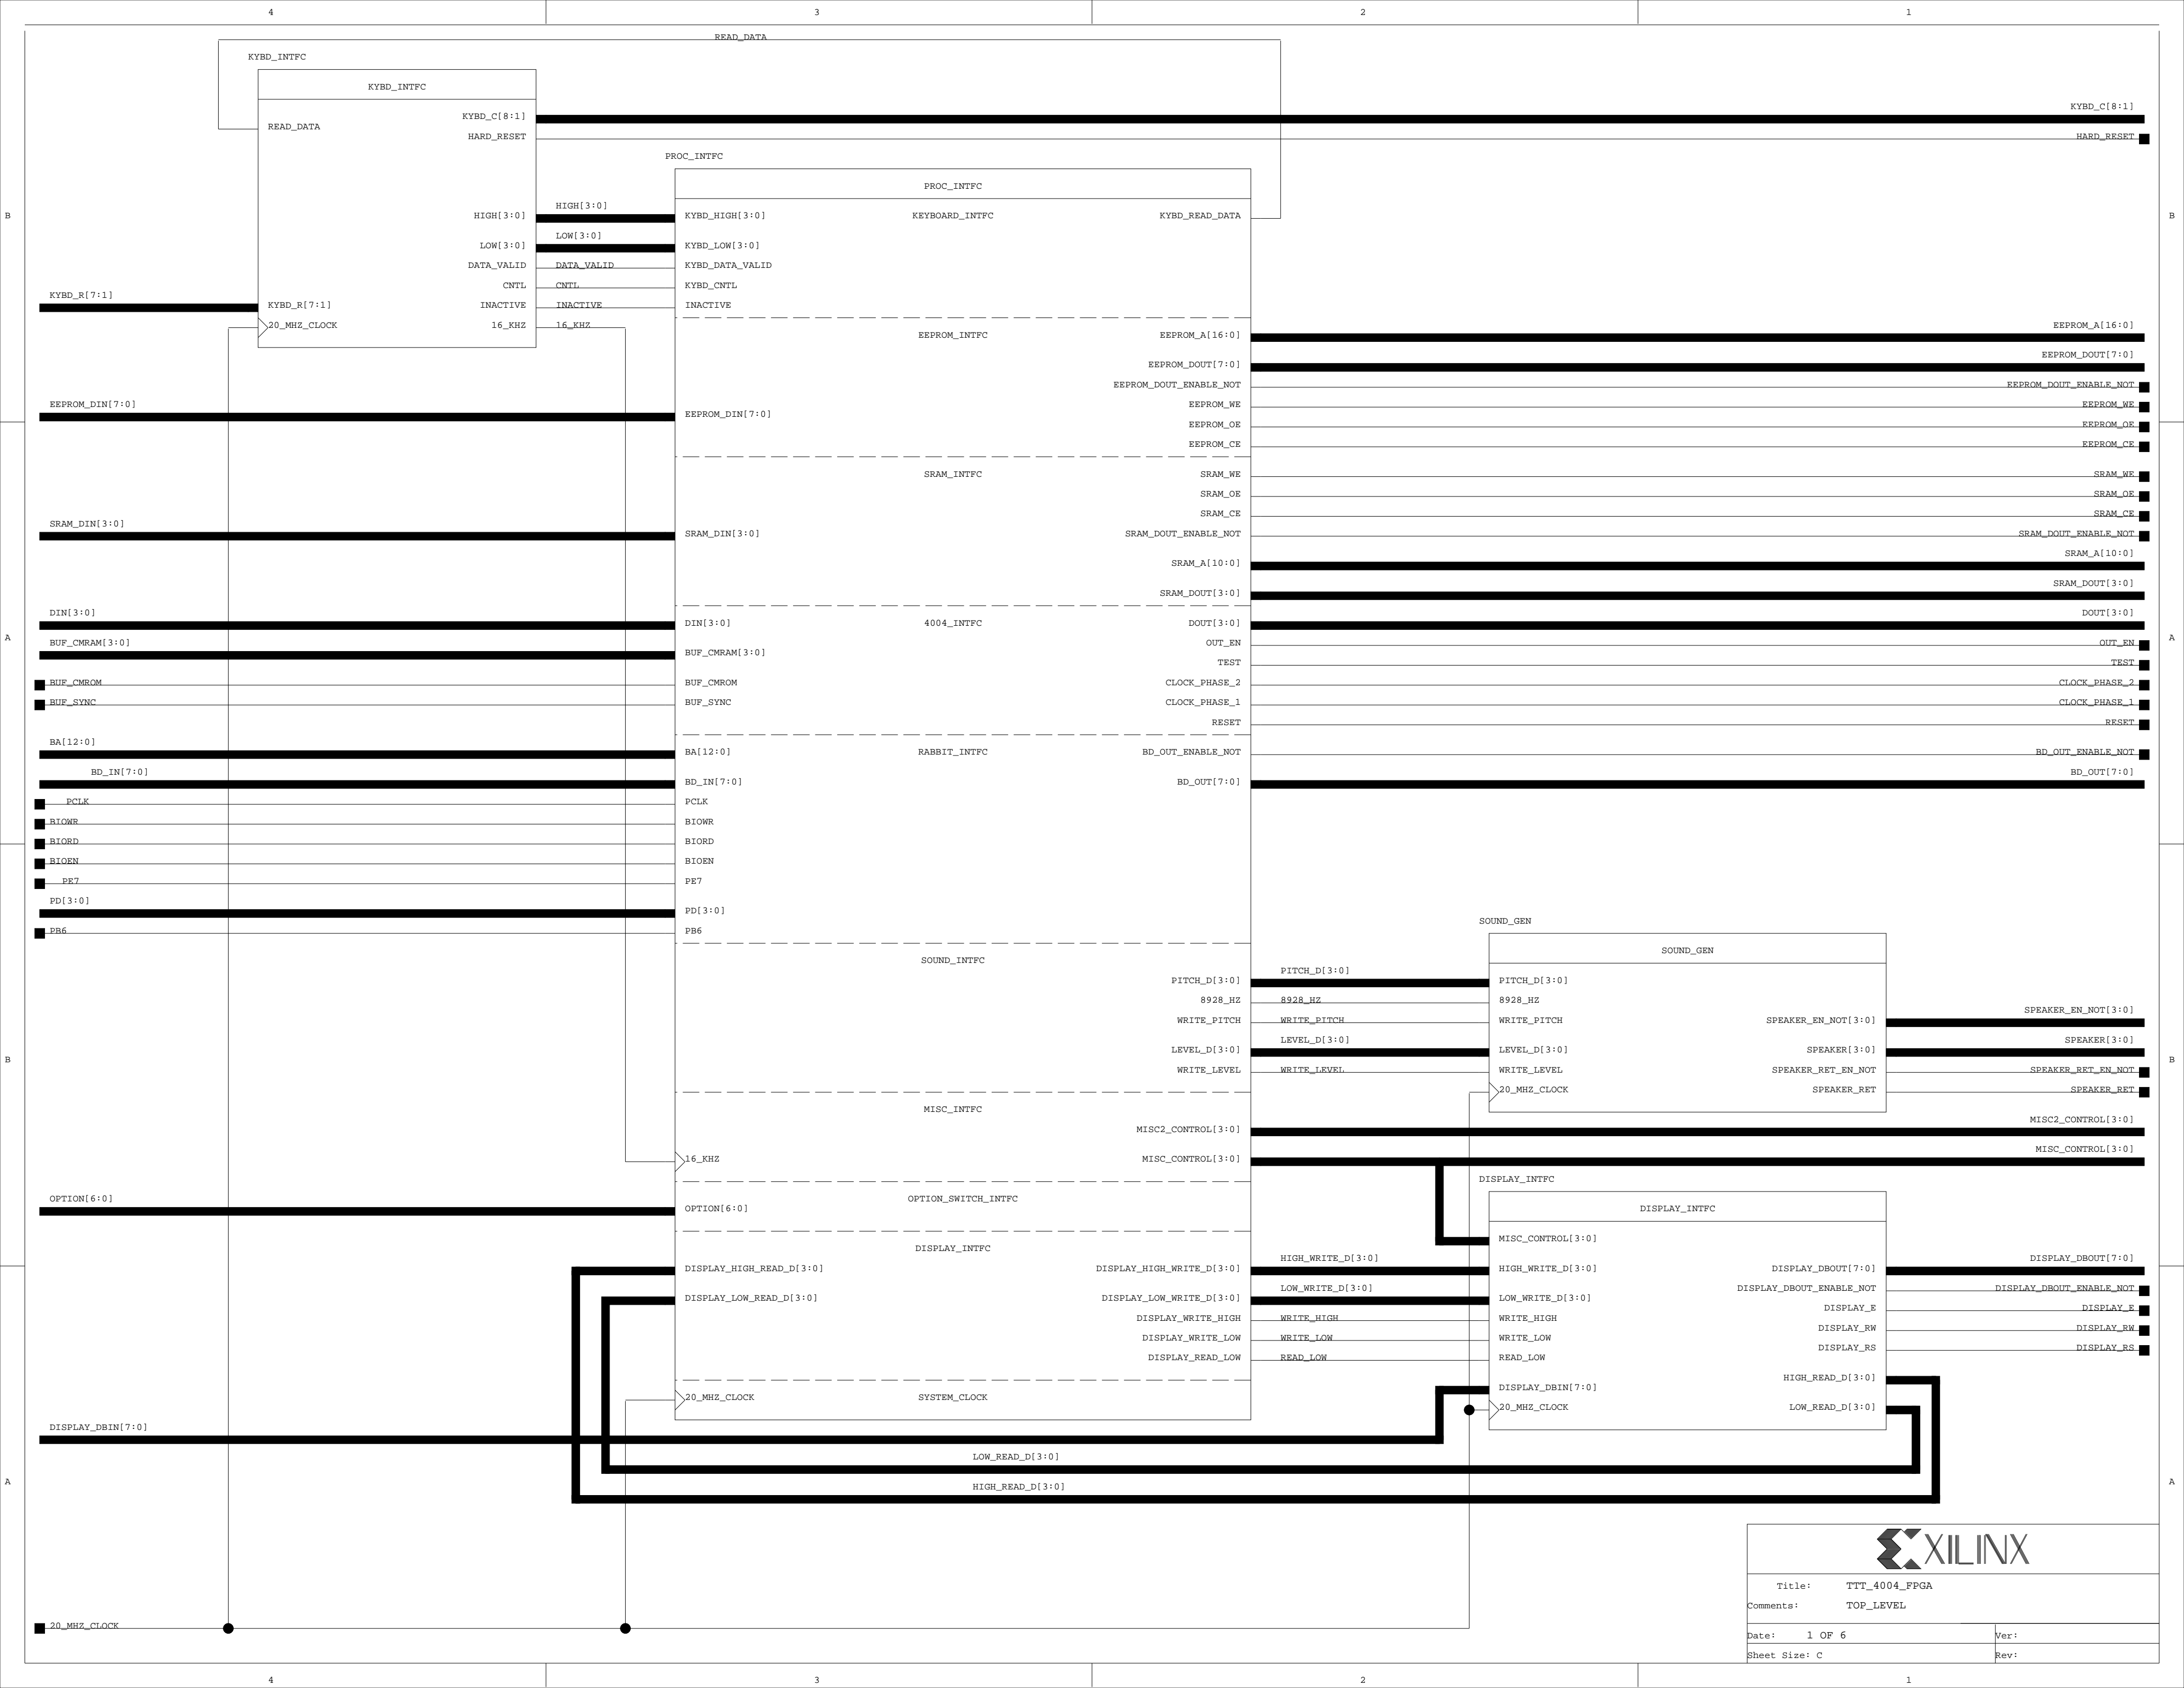 4 3 2 1
READ_DATA
KYBD_INTFC
KYBD_INTFC
KYBD_C[8:1] KYBD_C[8:1]
READ_DATA
HARD_RESET HARD_RESET
PROC_INTFC
PROC_INTFC
B HIGH[3:0] HIGH[3:0] KYBD_HIGH[3:0] KEYBOARD_INTFC KYBD_READ_DATA B
LOW[3:0] LOW[3:0] KYBD_LOW[3:0]
DATA_VALID DATA_VALID KYBD_DATA_VALID
CNTL CNTL KYBD_CNTL
KYBD_R[7:1] KYBD_R[7:1] INACTIVE INACTIVE INACTIVE
20_MHZ_CLOCK 16_KHZ 16_KHZ
EEPROM_INTFC EEPROM_A[16:0] EEPROM_A[16:0]
EEPROM_DOUT[7:0] EEPROM_DOUT[7:0]
EEPROM_DOUT_ENABLE_NOT EEPROM_DOUT_ENABLE_NOT
EEPROM_WE EEPROM_WE
EEPROM_DIN[7:0] EEPROM_DIN[7:0]
EEPROM_OE EEPROM_OE
EEPROM_CE EEPROM_CE
SRAM_INTFC SRAM_WE SRAM_WE
SRAM_OE SRAM_OE
SRAM_CE SRAM_CE
SRAM_DIN[3:0] SRAM_DIN[3:0] SRAM_DOUT_ENABLE_NOT SRAM_DOUT_ENABLE_NOT
SRAM_A[10:0] SRAM_A[10:0]
SRAM_DOUT[3:0] SRAM_DOUT[3:0]
DIN[3:0] DIN[3:0] 4004_INTFC DOUT[3:0] DOUT[3:0]
A OUT_EN OUT_EN A
BUF_CMRAM[3:0] BUF_CMRAM[3:0]
TEST TEST
BUF_CMROM BUF_CMROM CLOCK_PHASE_2 CLOCK_PHASE_2
BUF_SYNC BUF_SYNC CLOCK_PHASE_1 CLOCK_PHASE_1
RESET RESET
BA[12:0] BA[12:0] RABBIT_INTFC BD_OUT_ENABLE_NOT BD_OUT_ENABLE_NOT
BD_IN[7:0] BD_IN[7:0] BD_OUT[7:0] BD_OUT[7:0]
PCLK PCLK
BIOWR BIOWR
BIORD BIORD
BIOEN BIOEN
PE7 PE7
PD[3:0] PD[3:0]
PB6 PB6
SOUND_GEN
SOUND_INTFC SOUND_GEN
PITCH_D[3:0] PITCH_D[3:0] PITCH_D[3:0]
8928_HZ 8928_HZ 8928_HZ
WRITE_PITCH WRITE_PITCH WRITE_PITCH SPEAKER_EN_NOT[3:0] SPEAKER_EN_NOT[3:0]
B LEVEL_D[3:0] LEVEL_D[3:0] LEVEL_D[3:0] SPEAKER[3:0] SPEAKER[3:0] B
WRITE_LEVEL WRITE_LEVEL WRITE_LEVEL SPEAKER_RET_EN_NOT SPEAKER_RET_EN_NOT
20_MHZ_CLOCK SPEAKER_RET SPEAKER_RET
MISC_INTFC
MISC2_CONTROL[3:0] MISC2_CONTROL[3:0]
16_KHZ MISC_CONTROL[3:0] MISC_CONTROL[3:0]
DISPLAY_INTFC
OPTION[6:0] OPTION[6:0] OPTION_SWITCH_INTFC
DISPLAY_INTFC
DISPLAY_INTFC MISC_CONTROL[3:0]
DISPLAY_HIGH_READ_D[3:0] DISPLAY_HIGH_WRITE_D[3:0] HIGH_WRITE_D[3:0] HIGH_WRITE_D[3:0] DISPLAY_DBOUT[7:0] DISPLAY_DBOUT[7:0]
DISPLAY_DBOUT_ENABLE_NOT DISPLAY_DBOUT_ENABLE_NOT
DISPLAY_LOW_READ_D[3:0] DISPLAY_LOW_WRITE_D[3:0] LOW_WRITE_D[3:0] LOW_WRITE_D[3:0]
DISPLAY_E DISPLAY_E
DISPLAY_WRITE_HIGH WRITE_HIGH WRITE_HIGH
DISPLAY_RW DISPLAY_RW
DISPLAY_WRITE_LOW WRITE_LOW WRITE_LOW
DISPLAY_RS DISPLAY_RS
DISPLAY_READ_LOW READ_LOW READ_LOW
HIGH_READ_D[3:0]
DISPLAY_DBIN[7:0]
20_MHZ_CLOCK SYSTEM_CLOCK
20_MHZ_CLOCK LOW_READ_D[3:0]
DISPLAY_DBIN[7:0]
LOW_READ_D[3:0]
A A
HIGH_READ_D[3:0]
XILINX
Title: TTT_4004_FPGA
Comments: TOP_LEVEL
20_MHZ_CLOCK
Date: 1 OF 6 Ver:
Sheet Size: C Rev:
4 3 2 1